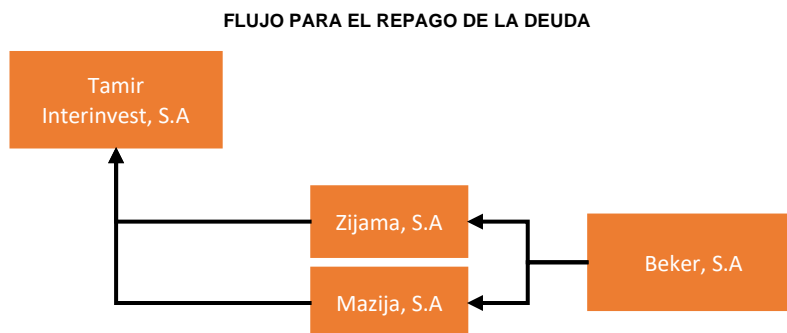 FLUJO PARA EL REPAGO DE LA DEUDA
Tamir
Interinvest, S.A
Zijama, S.A
Beker, S.A
Mazija, S.A